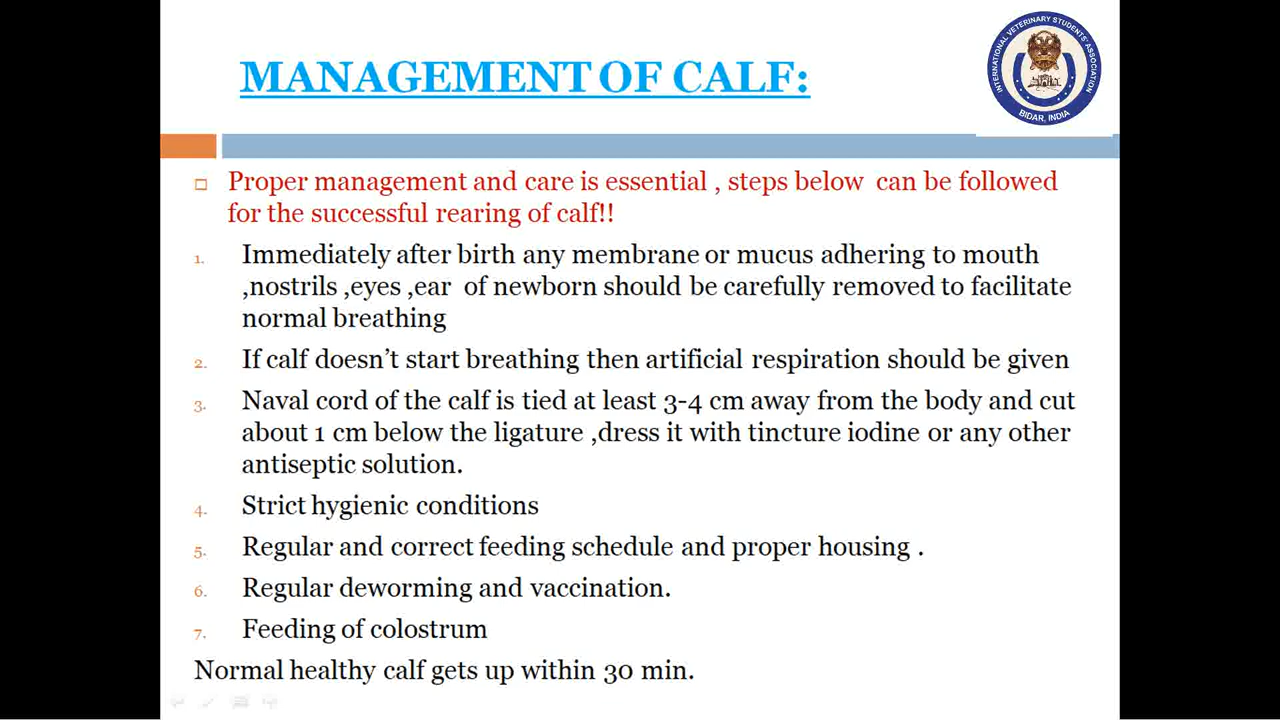 MANAGEMENT OF CALF:
INTERNATIONAL VETERINARY STUDENTS' ASSOCIATION
BIDAR, INDIA
Proper management and care is essential , steps below can be followed
for the successful rearing of calf!!
1. Immediately after birth any membrane or mucus adhering to mouth
,nostrils ,eyes ,ear of newborn should be carefully removed to facilitate
normal breathing
2. If calf doesn't start breathing then artificial respiration should be given
3. Naval cord of the calf is tied at least 3-4 cm away from the body and cut
about 1 cm below the ligature ,dress it with tincture iodine or any other
antiseptic solution.
4. Strict hygienic conditions
5. Regular and correct feeding schedule and proper housing .
6. Regular deworming and vaccination.
7. Feeding of colostrum
Normal healthy calf gets up within 30 min.